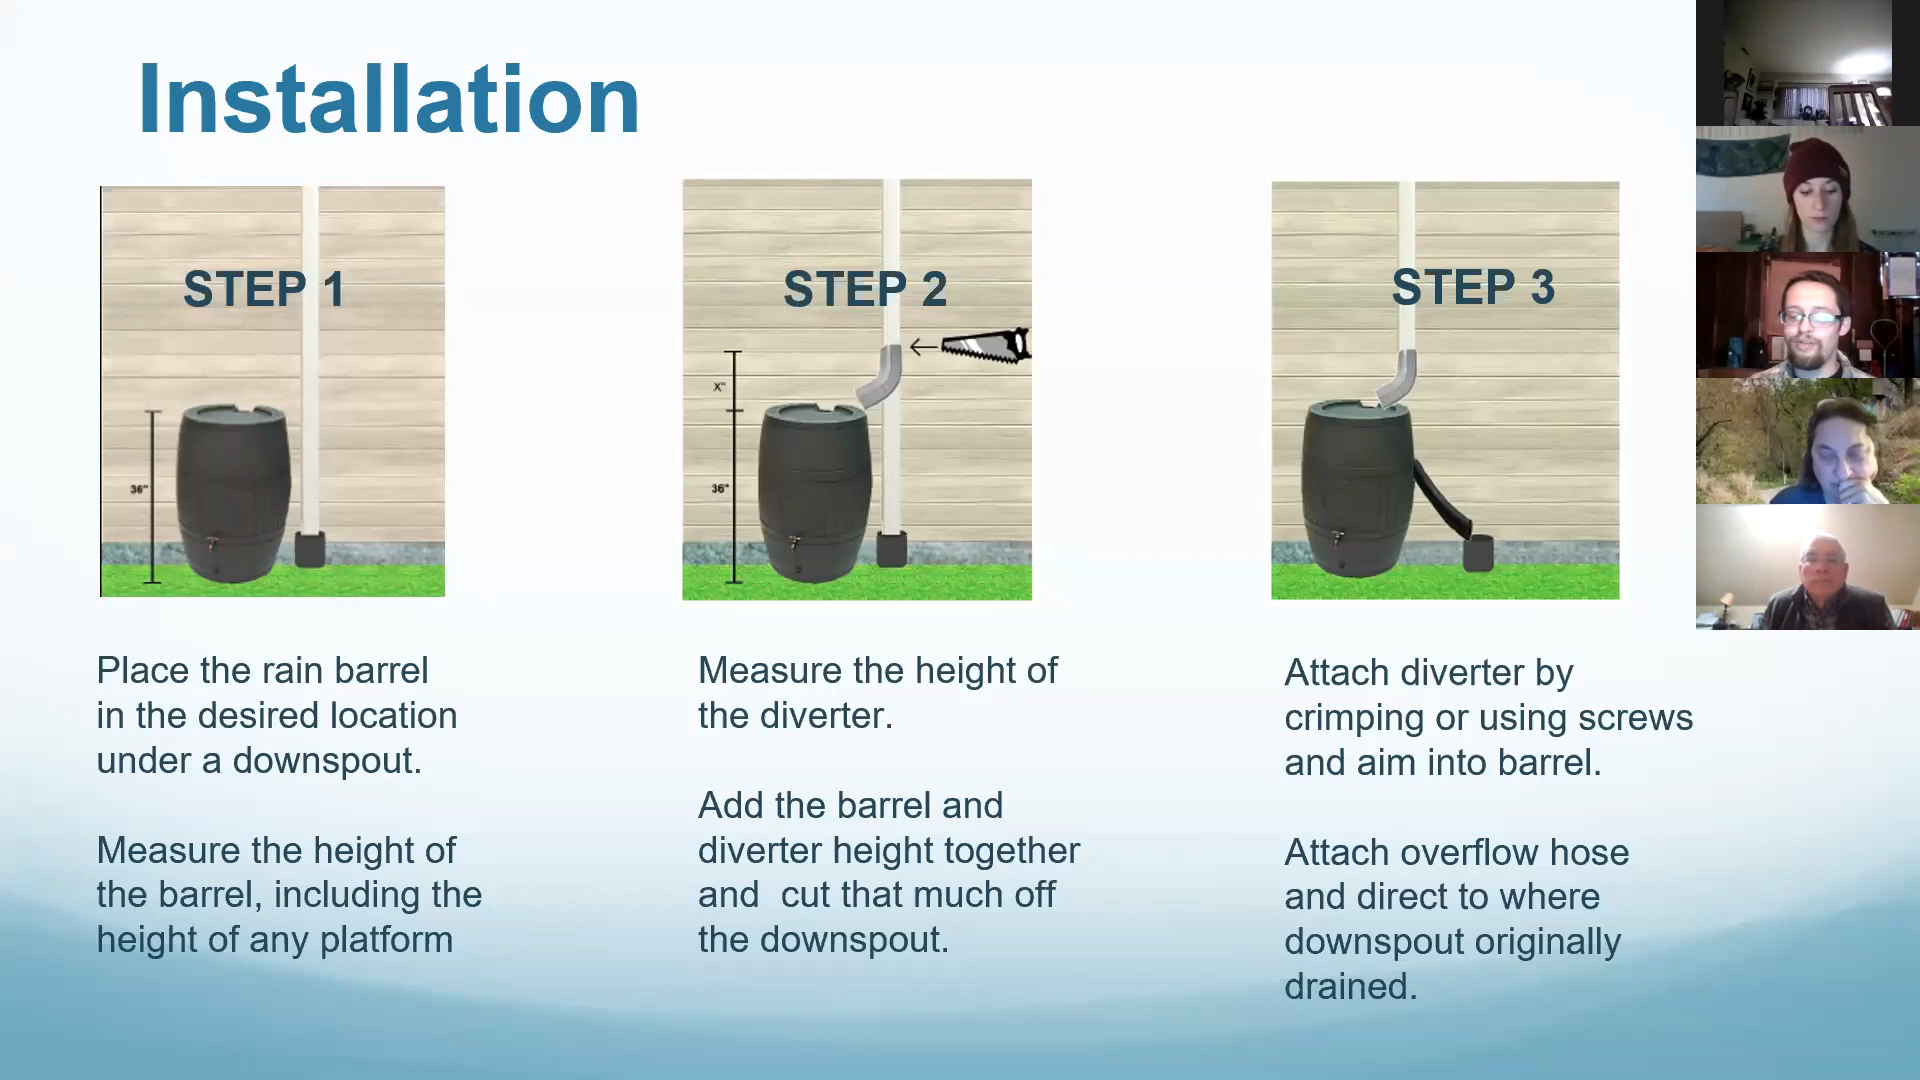 Installation
STEP 1
36"
Place the rain barrel
in the desired location
under a downspout.
Measure the height of
the barrel, including the
height of any platform
STEP 2
X"
36"
Measure the height of
the diverter.
Add the barrel and
diverter height together
and  cut that much off
the downspout.
STEP 3
Attach diverter by
crimping or using screws
and aim into barrel.
Attach overflow hose
and direct to where
downspout originally
drained.